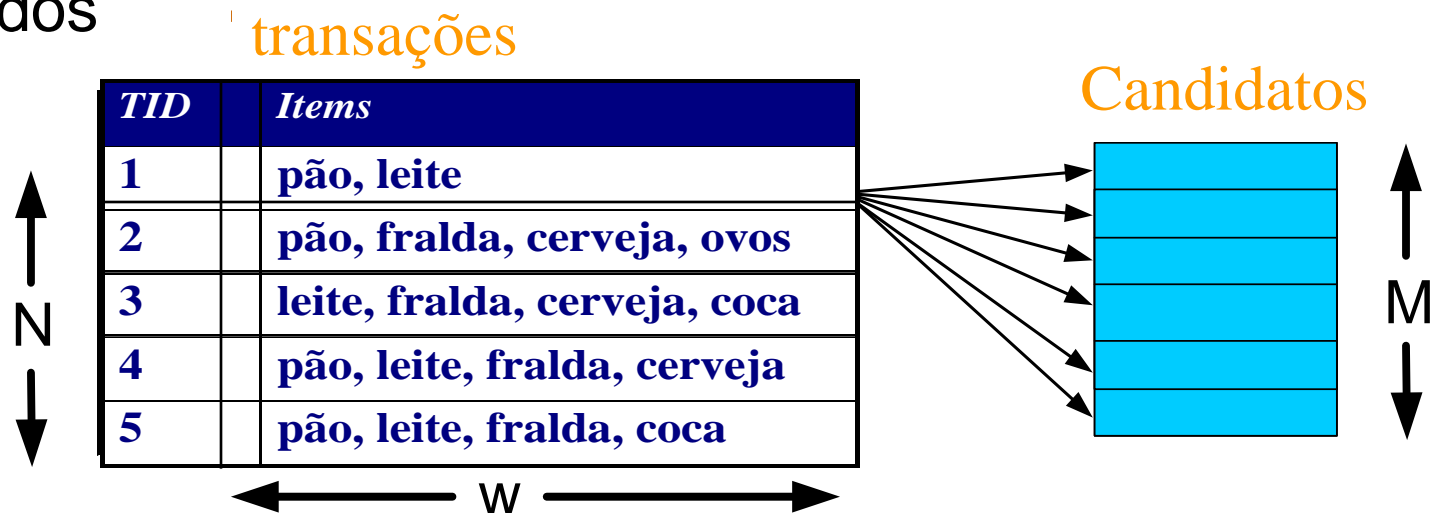 dos
transações
Candidatos
TID Items
1 pão, leite
2 pão, fralda, cerveja, ovos
3 leite, fralda, cerveja, coca
4 pão, leite, fralda, cerveja
5 pão, leite, fralda, coca
N
M
w